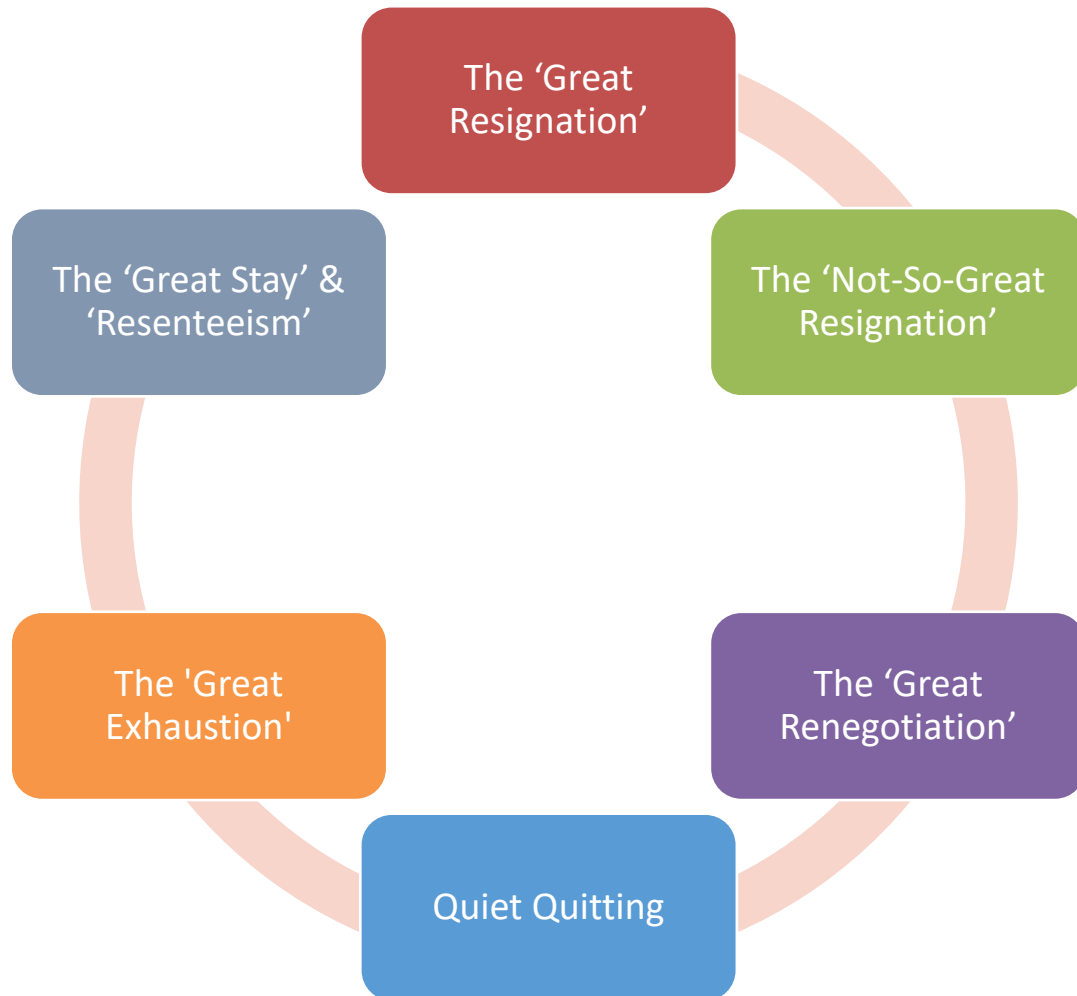 The ‘Great
Resignation’
The ‘Not-So-Great
Resignation’
The ‘Great
Renegotiation’
Quiet Quitting
The 'Great
Exhaustion'
The ‘Great Stay’ &
‘Resenteeism’